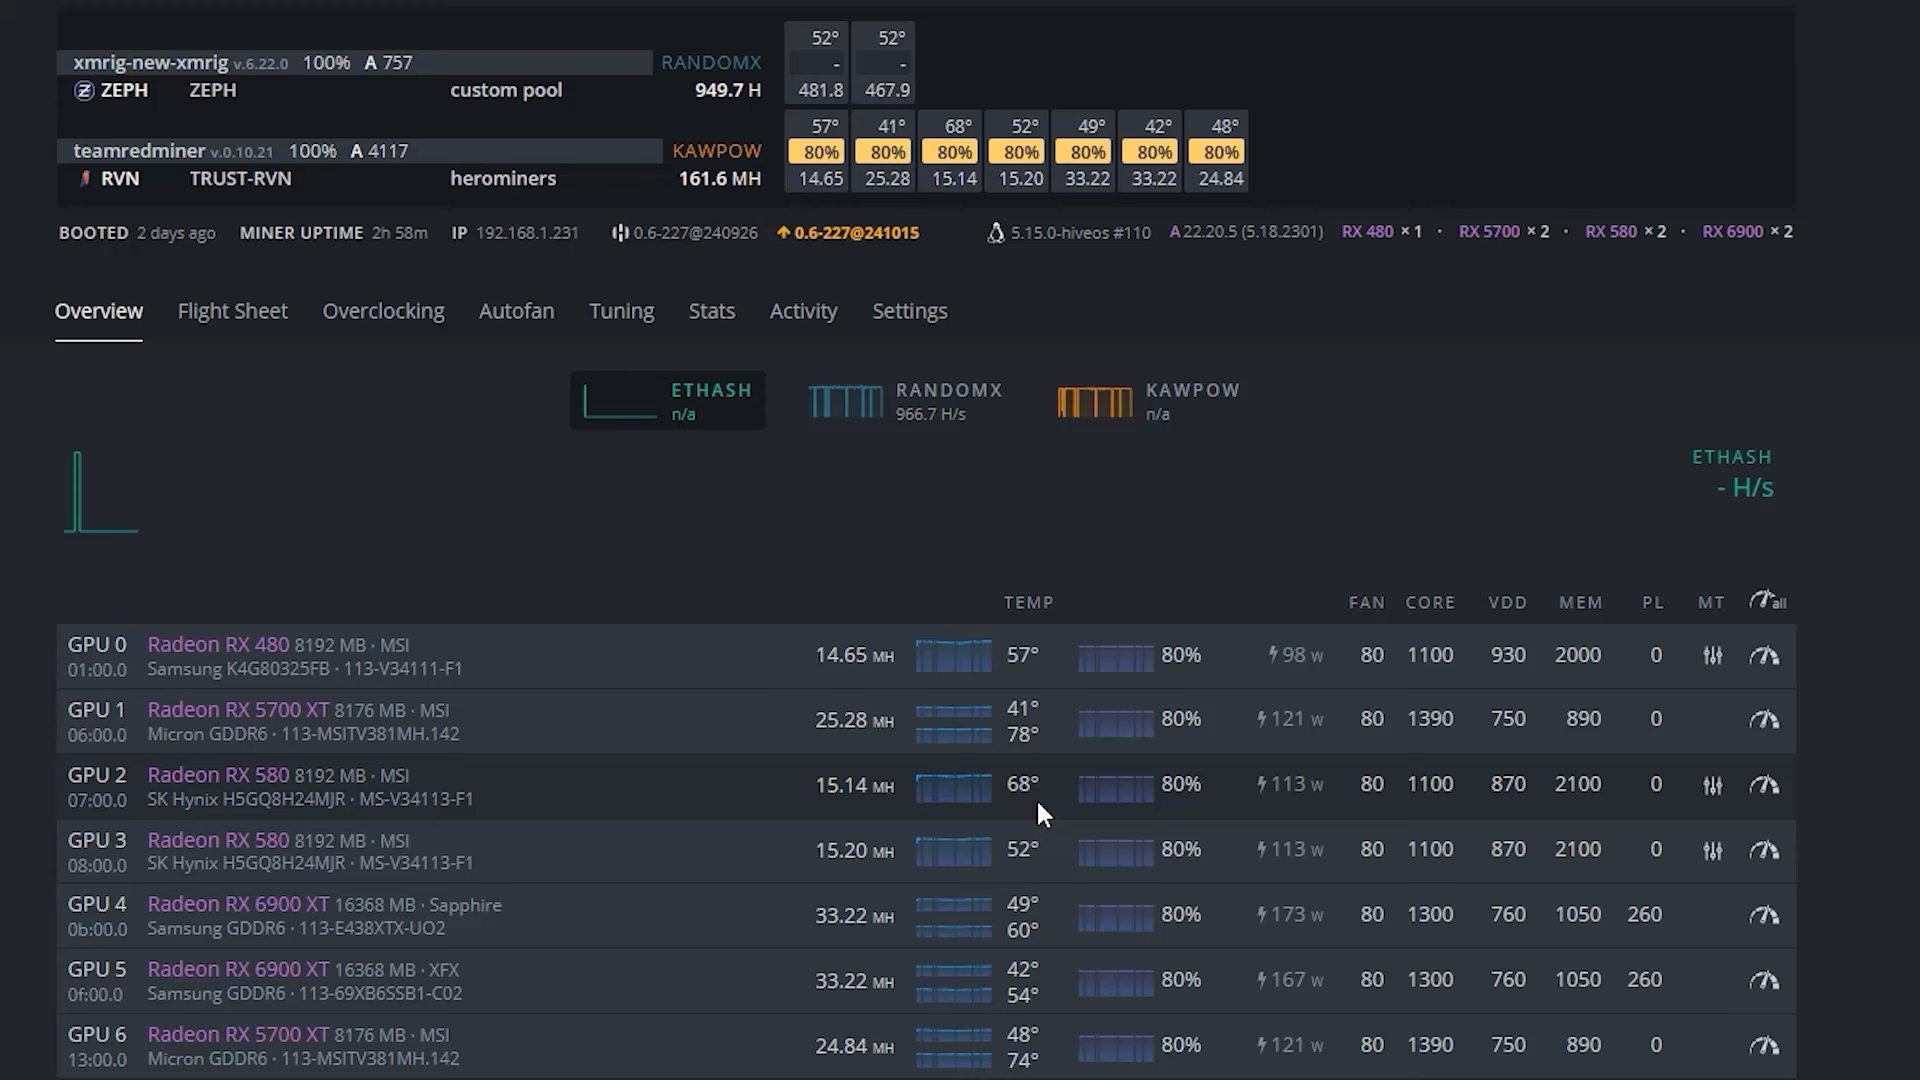 52° 52°
xmrig-new-xmrig v.6.22.0 100% A 757 RANDOMX - -
ZEPH ZEPH custom pool 949.7 H 481.8 467.9
57° 41° 68° 52° 49° 42° 48°
teamredminer v.0.10.21 100% A 4117 KAWPOW 80% 80% 80% 80% 80% 80% 80%
RVN TRUST-RVN herominers 161.6 MH 14.65 25.28 15.14 15.20 33.22 33.22 24.84
BOOTED 2 days ago MINER UPTIME 2h 58m IP 192.168.1.231 0.6-227@240926 0.6-227@241015 5.15.0-hiveos #110 A 22.20.5 (5.18.2301) RX 480 × 1 · RX 5700 × 2 · RX 580 × 2 · RX 6900 × 2
Overview Flight Sheet Overclocking Autofan Tuning Stats Activity Settings
ETHASH RANDOMX KAWPOW
n/a 966.7 H/s n/a
ETHASH
- H/s
TEMP FAN CORE VDD MEM PL MT all
GPU 0 Radeon RX 480 8192 MB · MSI
01:00.0 Samsung K4G80325FB · 113-V34111-F1
14.65 MH 57° 80% 98 W 80 1100 930 2000 0
GPU 1 Radeon RX 5700 XT 8176 MB · MSI
06:00.0 Micron GDDR6 · 113-MSITV381MH.142
25.28 MH 41° 78° 80% 121 W 80 1390 750 890 0
GPU 2 Radeon RX 580 8192 MB · MSI
07:00.0 SK Hynix H5GQ8H24MJR · MS-V34113-F1
15.14 MH 68° 80% 113 W 80 1100 870 2100 0
GPU 3 Radeon RX 580 8192 MB · MSI
08:00.0 SK Hynix H5GQ8H24MJR · MS-V34113-F1
15.20 MH 52° 80% 113 W 80 1100 870 2100 0
GPU 4 Radeon RX 6900 XT 16368 MB · Sapphire
0b:00.0 Samsung GDDR6 · 113-E438XTX-UO2
33.22 MH 49° 60° 80% 173 W 80 1300 760 1050 260
GPU 5 Radeon RX 6900 XT 16368 MB · XFX
0f:00.0 Samsung GDDR6 · 113-69XB6SSB1-C02
33.22 MH 42° 54° 80% 167 W 80 1300 760 1050 260
GPU 6 Radeon RX 5700 XT 8176 MB · MSI
13:00.0 Micron GDDR6 · 113-MSITV381MH.142
24.84 MH 48° 74° 80% 121 W 80 1390 750 890 0